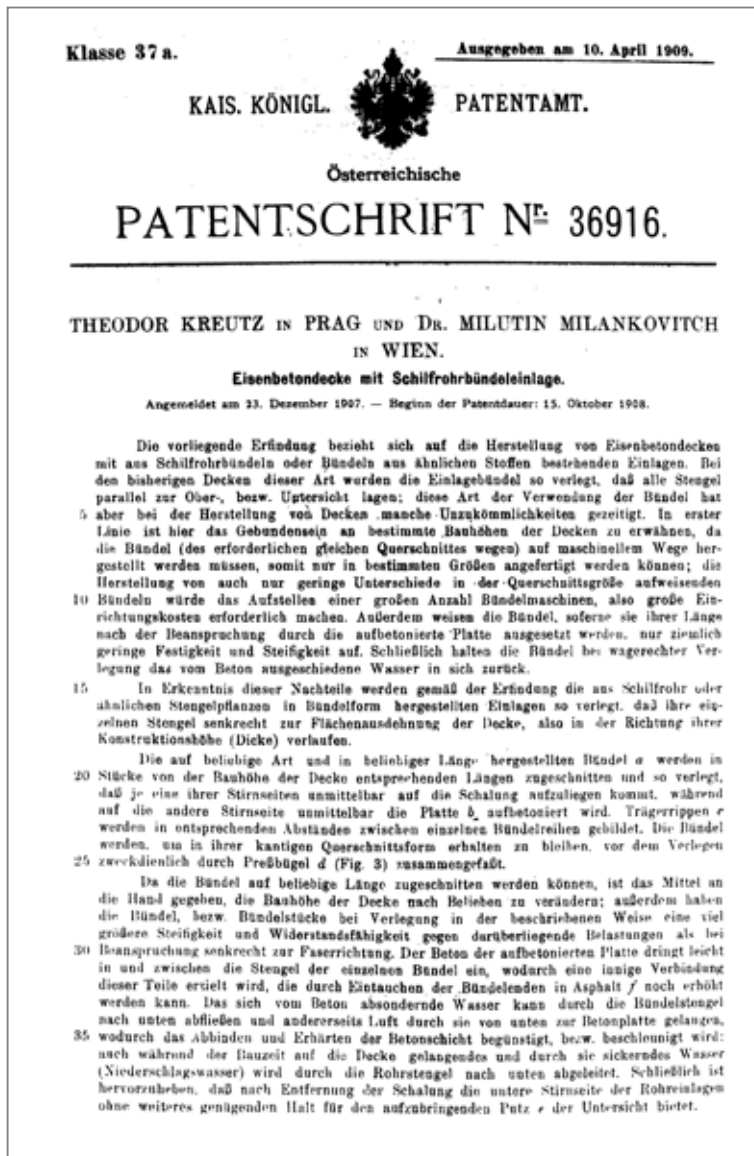 Klasse 37 a.
Ausgegeben am 10. April 1909.
KAIS. KÖNIGL. PATENTAMT.
Österreichische
PATENTSCHRIFT Nr. 36916.
THEODOR KREUTZ IN PRAG UND DR. MILUTIN MILANKOVITCH
IN WIEN.
Eisenbetondecke mit Schilfrohrbündeleinlage.
Angemeldet am 23. Dezember 1907. — Beginn der Patentdauer: 15. Oktober 1908.
Die vorliegende Erfindung bezieht sich auf die Herstellung von Eisenbetondecken
mit aus Schilfrohrbündeln oder Bündeln aus ähnlichen Stoffen bestehenden Einlagen. Bei
den bisherigen Decken dieser Art wurden die Einlagebündel so verlegt, daß alle Stengel
parallel zur Ober-, bezw. Untersicht lagen; diese Art der Verwendung der Bündel hat
5 aber bei der Herstellung von Decken manche Unzukömmlichkeiten gezeitigt. In erster
Linie ist hier das Gebundensein an bestimmte Bauhöhen der Decken zu erwähnen, da
die Bündel (des erforderlichen gleichen Querschnittes wegen) auf maschinellem Wege her-
gestellt werden müssen, somit nur in bestimmten Größen angefertigt werden können; die
Herstellung von auch nur geringe Unterschiede in der Querschnittsgröße aufweisenden
10 Bündeln würde das Aufstellen einer großen Anzahl Bündelmaschinen, also große Ein-
richtungskosten erforderlich machen. Außerdem weisen die Bündel, soferne sie ihrer Länge
nach der Beanspruchung durch die aufbetonierte Platte ausgesetzt werden, nur ziemlich
geringe Festigkeit und Steifigkeit auf. Schließlich halten die Bündel bei wagerechter Ver-
legung das vom Beton ausgeschiedene Wasser in sich zurück.
15 In Erkenntnis dieser Nachteile werden gemäß der Erfindung die aus Schilfrohr oder
ähnlichen Stengelpflanzen in Bündelform hergestellten Einlagen so verlegt, daß ihre ein-
zelnen Stengel senkrecht zur Flächenausdehnung der Decke, also in der Richtung ihrer
Konstruktionshöhe (Dicke) verlaufen.
Die auf beliebige Art und in beliebiger Länge hergestellten Bündel a werden in
20 Stücke von der Bauhöhe der Decke entsprechenden Längen zugeschnitten und so verlegt,
daß je eine ihrer Stirnseiten unmittelbar auf die Schalung aufzuliegen kommt, während
auf die andere Stirnseite unmittelbar die Platte b aufbetoniert wird. Trägerrippen
werden in entsprechenden Abständen zwischen einzelnen Bündelreihen gebildet. Die Bündel
werden, um in ihrer kantigen Querschnittsform erhalten zu bleiben, vor dem Verlegen
25 zweckdienlich durch Preßbügel d (Fig. 3) zusammengefaßt.
Da die Bündel auf beliebige Länge zugeschnitten werden können, ist das Mittel an
die Hand gegeben, die Bauhöhe der Decke nach Belieben zu verändern; außerdem haben
die Bündel, bezw. Bündelstücke bei Verlegung in der beschriebenen Weise eine viel
größere Steifigkeit und Widerstandsfähigkeit gegen darüberliegende Belastungen als bei
30 Beanspruchung senkrecht zur Faserrichtung. Der Beton der aufbetonierten Platte dringt leicht
in und zwischen die Stengel der einzelnen Bündel ein, wodurch eine innige Verbindung
dieser Teile erzielt wird, die durch Eintauchen der Bündelenden in Asphalt f noch erhöht
werden kann. Das sich vom Beton absondernde Wasser kann durch die Bündelstengel
nach unten abfließen und andererseits Luft durch sie von unten zur Betonplatte gelangen,
35 wodurch das Abbinden und Erhärten der Betonschicht begünstigt, bezw. beschleunigt wird;
auch während der Bauzeit auf die Decke gelangendes und durch sie sickerndes Wasser
(Niederschlagswasser) wird durch die Rohrstengel nach unten abgeleitet. Schließlich ist
hervorzuheben, daß nach Entfernung der Schalung die untere Stirnseite der Rohreinlagen
ohne weiteres genügenden Halt für den aufzubringenden Putz der Untersicht bietet.